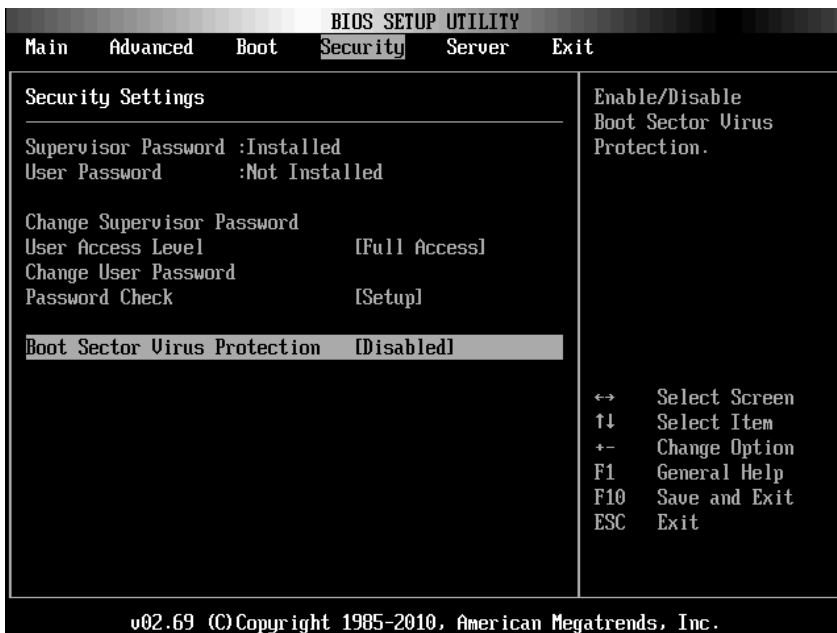 BIOS SETUP UTILITY
Main Advanced Boot Security Server Exit
Security Settings
Supervisor Password :Installed
User Password :Not Installed
Change Supervisor Password
User Access Level [Full Access]
Change User Password
Password Check [Setup]
Boot Sector Virus Protection [Disabled]
Enable/Disable
Boot Sector Virus
Protection.
↔ Select Screen
↑↓ Select Item
+- Change Option
F1 General Help
F10 Save and Exit
ESC Exit
v02.69 (C)Copyright 1985-2010, American Megatrends, Inc.